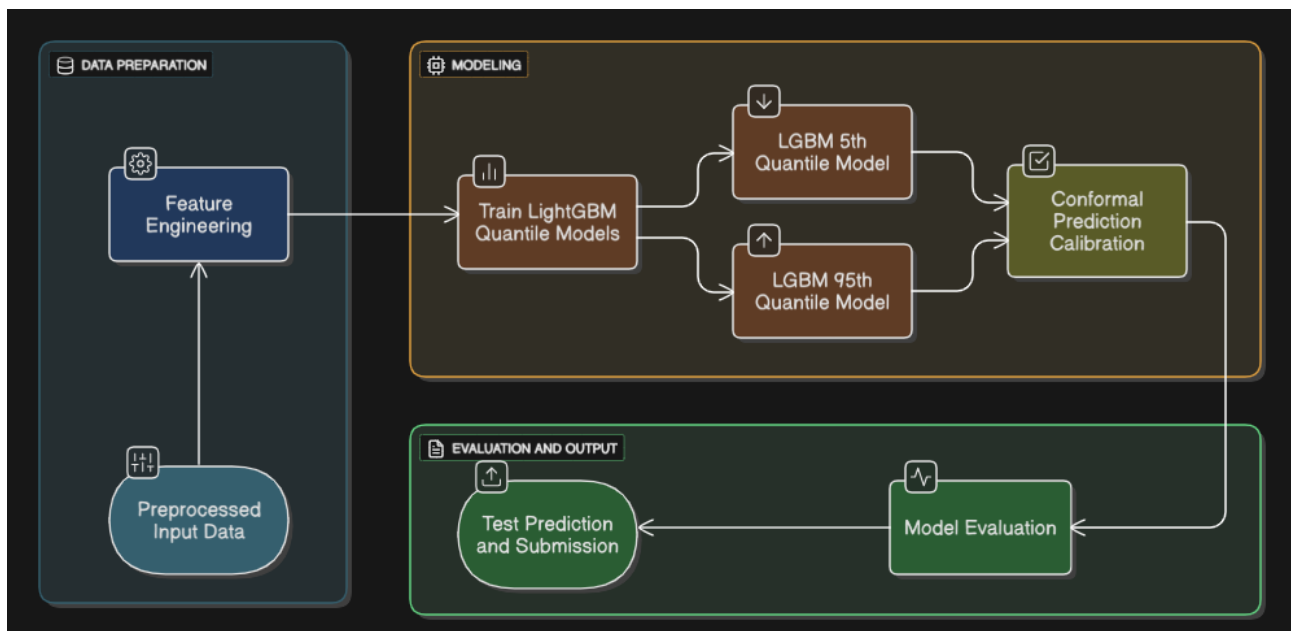 DATA PREPARATION
Feature
Engineering
Preprocessed
Input Data
MODELING
Train LightGBM
Quantile Models
LGBM 5th
Quantile Model
LGBM 95th
Quantile Model
Conformal
Prediction
Calibration
EVALUATION AND OUTPUT
Test Prediction
and Submission
Model Evaluation